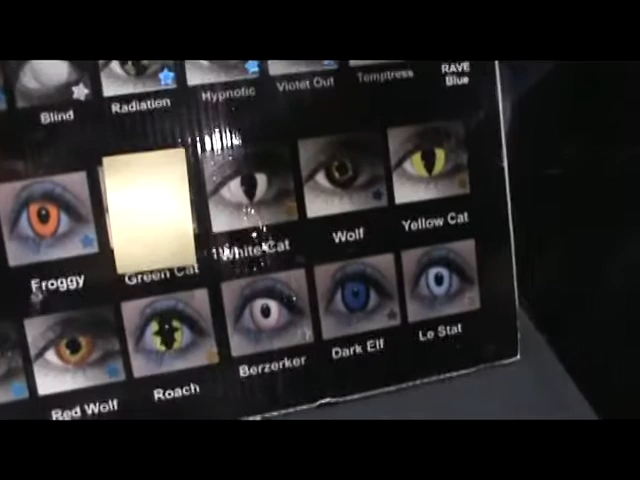 Blind
Radiation
Hypnotic
Violet Out
Temptress
RAVE
Blue
Froggy
Green Cat
White Cat
Wolf
Yellow Cat
Red Wolf
Roach
Berzerker
Dark Elf
Le Stat